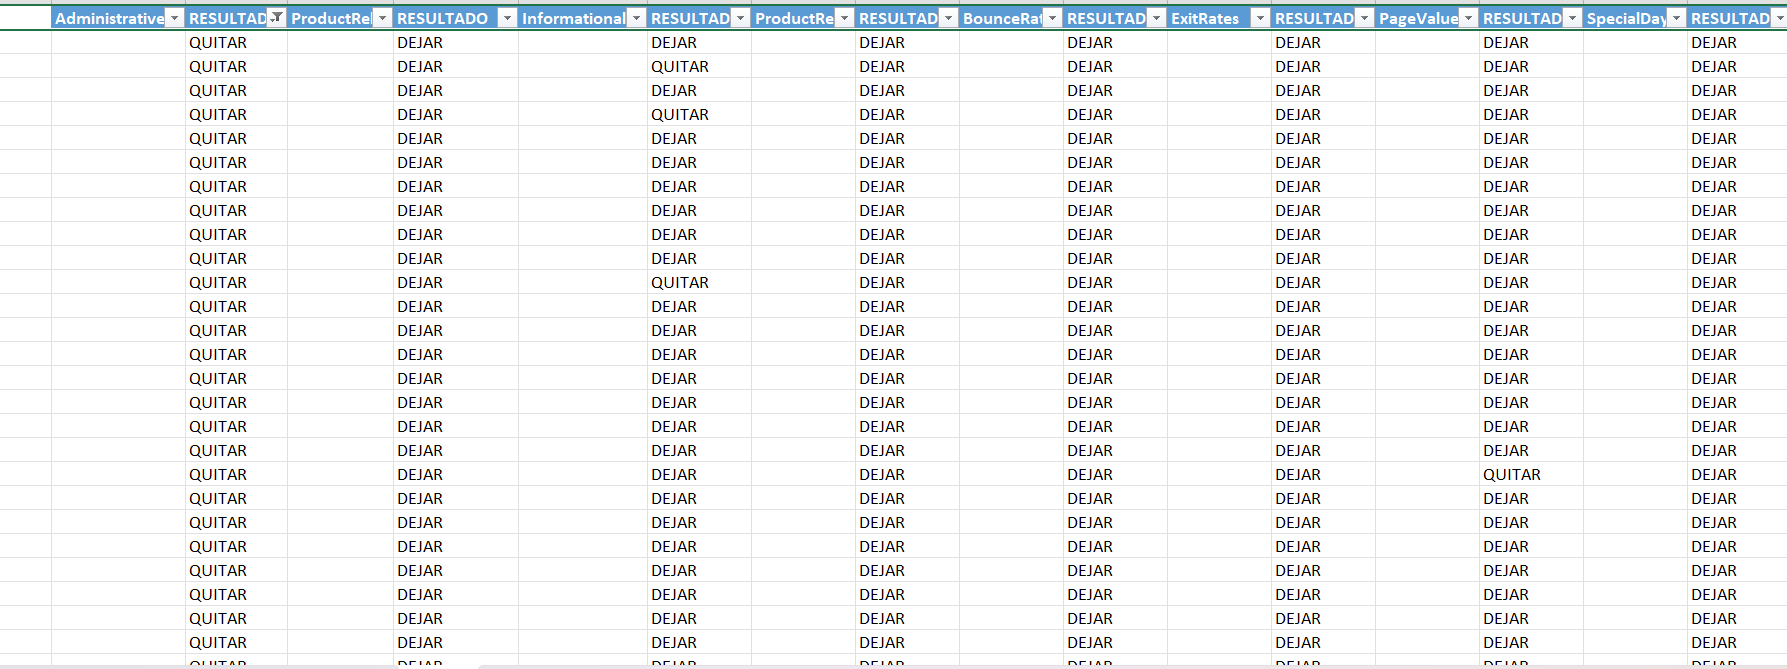 Administrative RESULTAD ProductRel RESULTADO Informational RESULTAD ProductRe RESULTAD BounceRat RESULTAD ExitRates RESULTAD PageValue RESULTAD SpecialDay RESULTAD
QUITAR DEJAR DEJAR DEJAR DEJAR DEJAR DEJAR DEJAR
QUITAR DEJAR QUITAR DEJAR DEJAR DEJAR DEJAR DEJAR
QUITAR DEJAR DEJAR DEJAR DEJAR DEJAR DEJAR DEJAR
QUITAR DEJAR QUITAR DEJAR DEJAR DEJAR DEJAR DEJAR
QUITAR DEJAR DEJAR DEJAR DEJAR DEJAR DEJAR DEJAR
QUITAR DEJAR DEJAR DEJAR DEJAR DEJAR DEJAR DEJAR
QUITAR DEJAR DEJAR DEJAR DEJAR DEJAR DEJAR DEJAR
QUITAR DEJAR DEJAR DEJAR DEJAR DEJAR DEJAR DEJAR
QUITAR DEJAR DEJAR DEJAR DEJAR DEJAR DEJAR DEJAR
QUITAR DEJAR DEJAR DEJAR DEJAR DEJAR DEJAR DEJAR
QUITAR DEJAR QUITAR DEJAR DEJAR DEJAR DEJAR DEJAR
QUITAR DEJAR DEJAR DEJAR DEJAR DEJAR DEJAR DEJAR
QUITAR DEJAR DEJAR DEJAR DEJAR DEJAR DEJAR DEJAR
QUITAR DEJAR DEJAR DEJAR DEJAR DEJAR DEJAR DEJAR
QUITAR DEJAR DEJAR DEJAR DEJAR DEJAR DEJAR DEJAR
QUITAR DEJAR DEJAR DEJAR DEJAR DEJAR DEJAR DEJAR
QUITAR DEJAR DEJAR DEJAR DEJAR DEJAR DEJAR DEJAR
QUITAR DEJAR DEJAR DEJAR DEJAR DEJAR DEJAR DEJAR
QUITAR DEJAR DEJAR DEJAR DEJAR DEJAR QUITAR DEJAR
QUITAR DEJAR DEJAR DEJAR DEJAR DEJAR DEJAR DEJAR
QUITAR DEJAR DEJAR DEJAR DEJAR DEJAR DEJAR DEJAR
QUITAR DEJAR DEJAR DEJAR DEJAR DEJAR DEJAR DEJAR
QUITAR DEJAR DEJAR DEJAR DEJAR DEJAR DEJAR DEJAR
QUITAR DEJAR DEJAR DEJAR DEJAR DEJAR DEJAR DEJAR
QUITAR DEJAR DEJAR DEJAR DEJAR DEJAR DEJAR DEJAR
QUITAR DEJAR DEJAR DEJAR DEJAR DEJAR DEJAR DEJAR